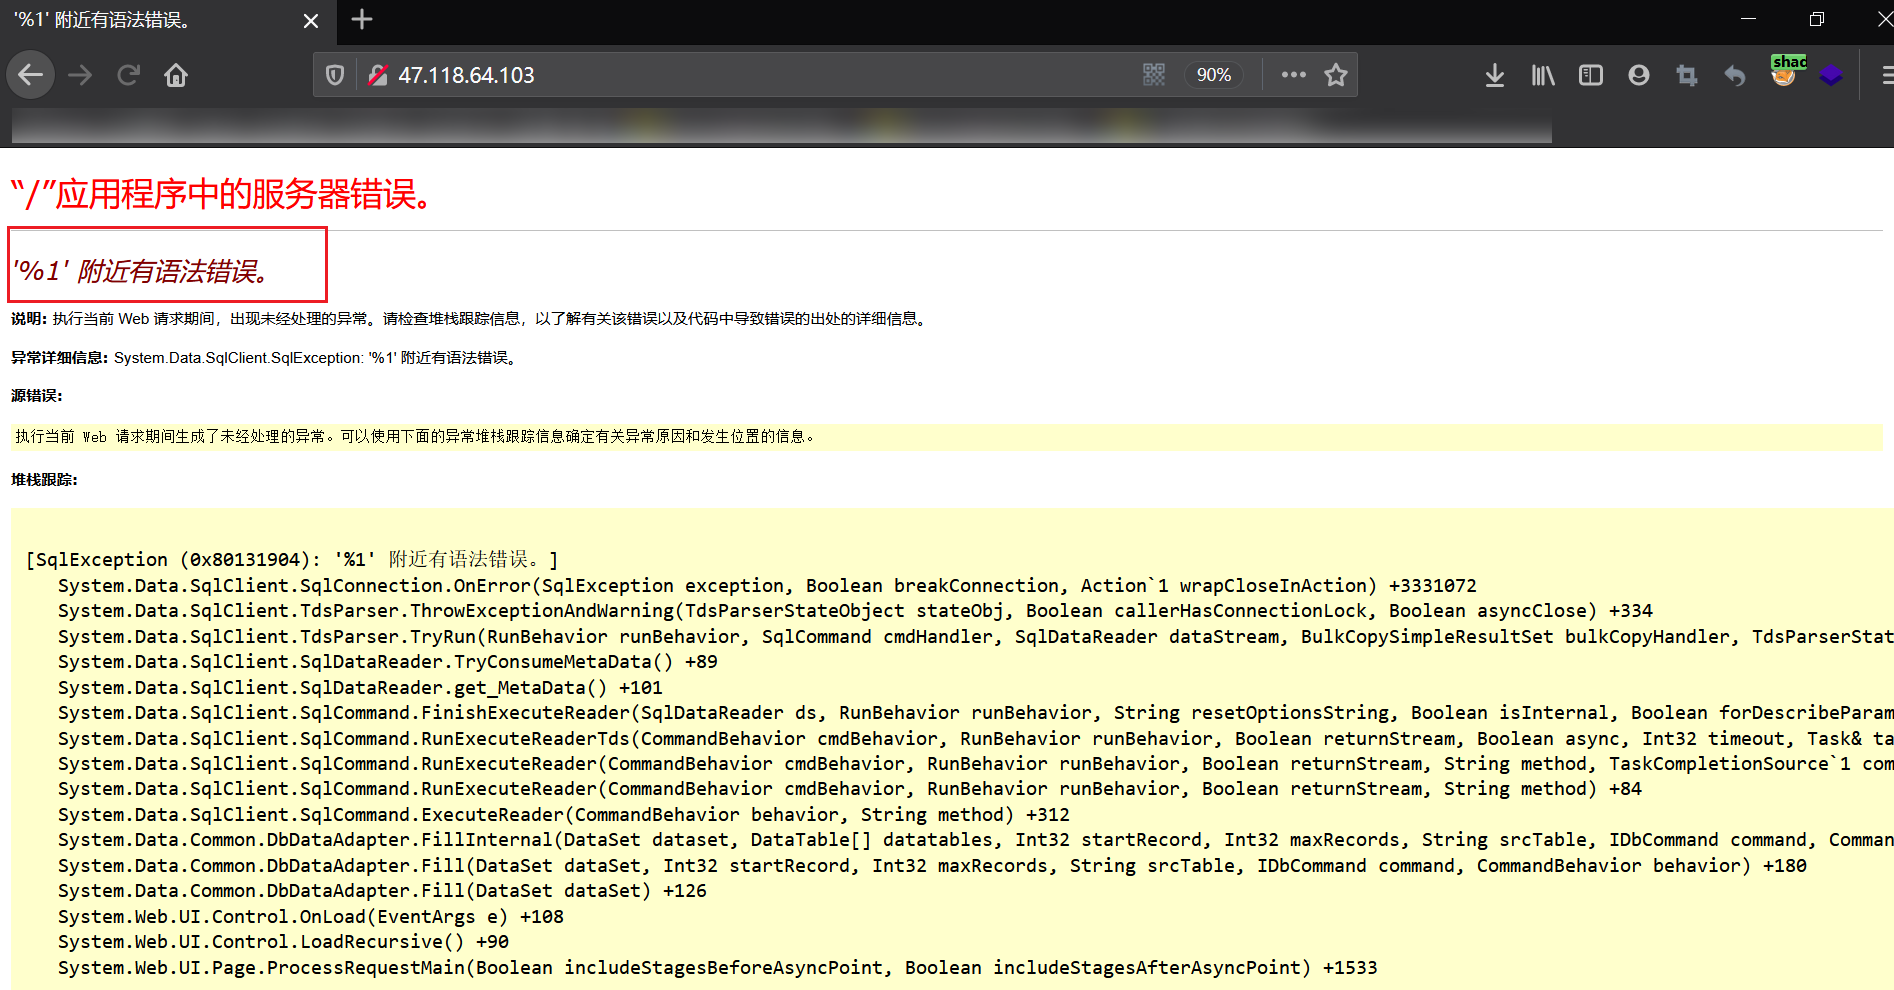 '%1' 附近有语法错误。
47.118.64.103
90%
shad
“/”应用程序中的服务器错误。
'%1' 附近有语法错误。
说明: 执行当前 Web 请求期间，出现未经处理的异常。请检查堆栈跟踪信息，以了解有关该错误以及代码中导致错误的出处的详细信息。
异常详细信息: System.Data.SqlClient.SqlException: '%1' 附近有语法错误。
源错误:
执行当前 Web 请求期间生成了未经处理的异常。可以使用下面的异常堆栈跟踪信息确定有关异常原因和发生位置的信息。
堆栈跟踪:
[SqlException (0x80131904): '%1' 附近有语法错误。]
System.Data.SqlClient.SqlConnection.OnError(SqlException exception, Boolean breakConnection, Action`1 wrapCloseInAction) +3331072
System.Data.SqlClient.TdsParser.ThrowExceptionAndWarning(TdsParserStateObject stateObj, Boolean callerHasConnectionLock, Boolean asyncClose) +334
System.Data.SqlClient.TdsParser.TryRun(RunBehavior runBehavior, SqlCommand cmdHandler, SqlDataReader dataStream, BulkCopySimpleResultSet bulkCopyHandler, TdsParserStat
System.Data.SqlClient.SqlDataReader.TryConsumeMetaData() +89
System.Data.SqlClient.SqlDataReader.get_MetaData() +101
System.Data.SqlClient.SqlCommand.FinishExecuteReader(SqlDataReader ds, RunBehavior runBehavior, String resetOptionsString, Boolean isInternal, Boolean forDescribeParam
System.Data.SqlClient.SqlCommand.RunExecuteReaderTds(CommandBehavior cmdBehavior, RunBehavior runBehavior, Boolean returnStream, Boolean async, Int32 timeout, Task& ta
System.Data.SqlClient.SqlCommand.RunExecuteReader(CommandBehavior cmdBehavior, RunBehavior runBehavior, Boolean returnStream, String method, TaskCompletionSource`1 com
System.Data.SqlClient.SqlCommand.RunExecuteReader(CommandBehavior cmdBehavior, RunBehavior runBehavior, Boolean returnStream, String method) +84
System.Data.SqlClient.SqlCommand.ExecuteReader(CommandBehavior behavior, String method) +312
System.Data.Common.DbDataAdapter.FillInternal(DataSet dataset, DataTable[] datatables, Int32 startRecord, Int32 maxRecords, String srcTable, IDbCommand command, Comman
System.Data.Common.DbDataAdapter.Fill(DataSet dataSet, Int32 startRecord, Int32 maxRecords, String srcTable, IDbCommand command, CommandBehavior behavior) +180
System.Data.Common.DbDataAdapter.Fill(DataSet dataSet) +126
System.Web.UI.Control.OnLoad(EventArgs e) +108
System.Web.UI.Control.LoadRecursive() +90
System.Web.UI.Page.ProcessRequestMain(Boolean includeStagesBeforeAsyncPoint, Boolean includeStagesAfterAsyncPoint) +1533